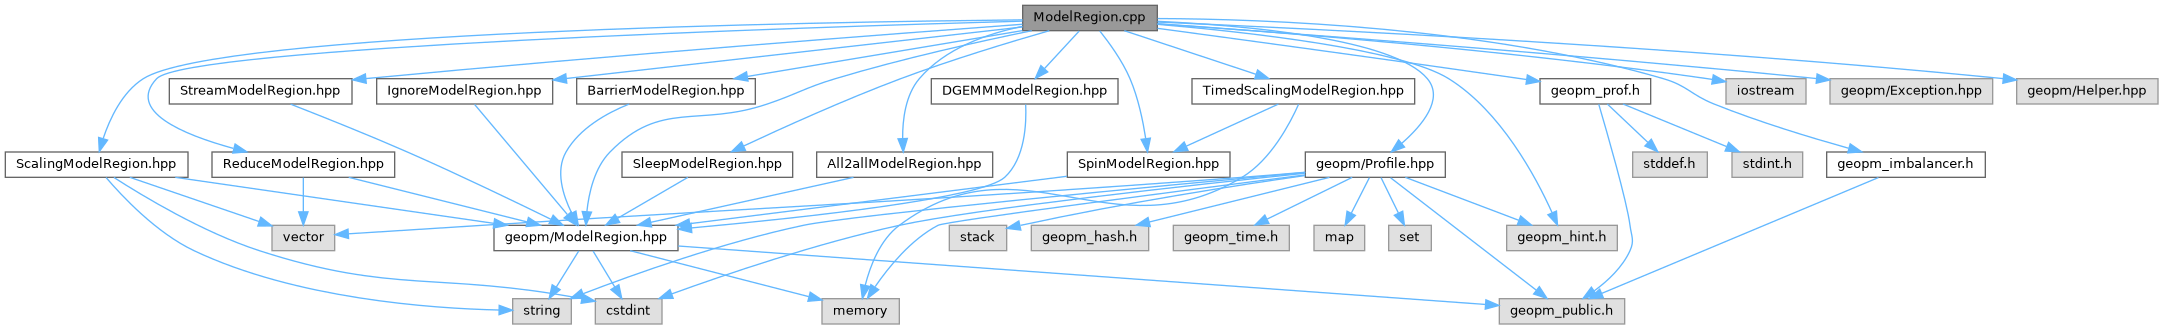 ModelRegion.cpp
StreamModelRegion.hpp
IgnoreModelRegion.hpp
BarrierModelRegion.hpp
DGEMMModelRegion.hpp
TimedScalingModelRegion.hpp
geopm_prof.h
iostream
geopm/Exception.hpp
geopm/Helper.hpp
ScalingModelRegion.hpp
ReduceModelRegion.hpp
SleepModelRegion.hpp
All2allModelRegion.hpp
SpinModelRegion.hpp
geopm/Profile.hpp
stddef.h
stdint.h
geopm_imbalancer.h
vector
geopm/ModelRegion.hpp
stack
geopm_hash.h
geopm_time.h
map
set
geopm_hint.h
string
cstdint
memory
geopm_public.h